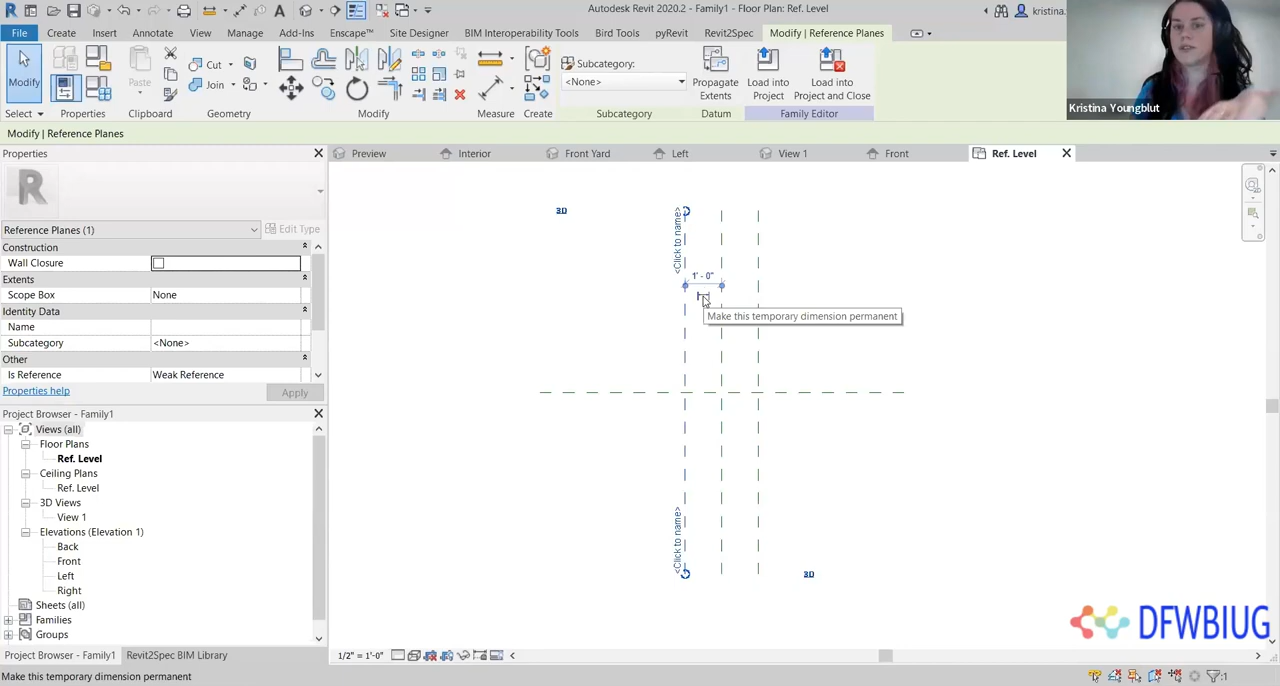 Autodesk Revit 2020.2 - Family1 - Floor Plan: Ref. Level
kristina.
File
Create
Insert
Annotate
View
Manage
Add-Ins
Enscape™
Site Designer
BIM Interoperability Tools
Bird Tools
pyRevit
Revit2Spec
Modify | Reference Planes
Modify
Paste
Cut
Join
Subcategory:
<None>
Propagate
Extents
Load into
Project
Load into
Project and Close
Select
Properties
Clipboard
Geometry
Modify
Measure
Create
Subcategory
Datum
Family Editor
Kristina Youngblut
Modify | Reference Planes
Properties
Preview
Interior
Front Yard
Left
View 1
Front
Ref. Level
R
Reference Planes (1)
Edit Type
Construction
Wall Closure
Extents
Scope Box
None
Identity Data
Name
Subcategory
<None>
Other
Is Reference
Weak Reference
Properties help
Apply
3D
<Click to name>
1' - 0"
Make this temporary dimension permanent
<Click to name>
3D
Project Browser - Family1
Views (all)
Floor Plans
Ref. Level
Ceiling Plans
Ref. Level
3D Views
View 1
Elevations (Elevation 1)
Back
Front
Left
Right
Sheets (all)
Families
Groups
Project Browser - Family1
Revit2Spec BIM Library
1/2" = 1'-0"
DFWBIUG
Make this temporary dimension permanent
:1